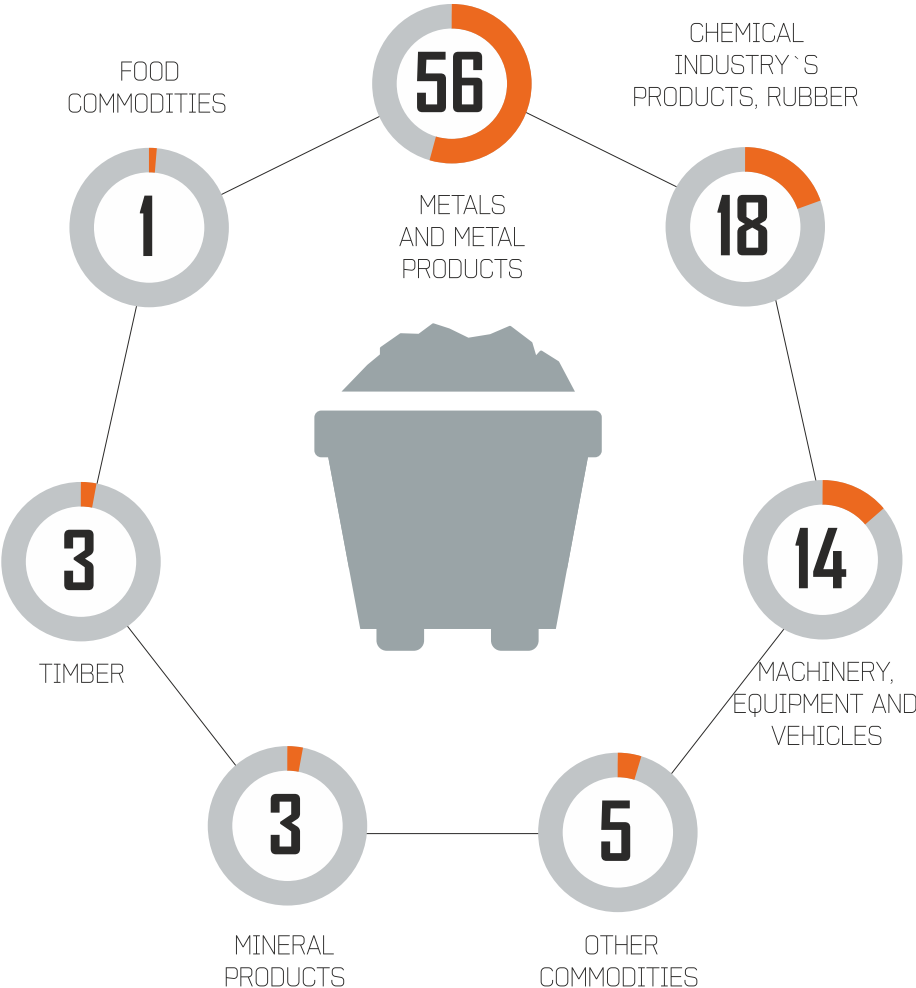 56
METALS
AND METAL
PRODUCTS
CHEMICAL
INDUSTRY`S
PRODUCTS, RUBBER
18
14
MACHINERY,
EQUIPMENT AND
VEHICLES
5
OTHER
COMMODITIES
3
MINERAL
PRODUCTS
3
TIMBER
FOOD
COMMODITIES
1